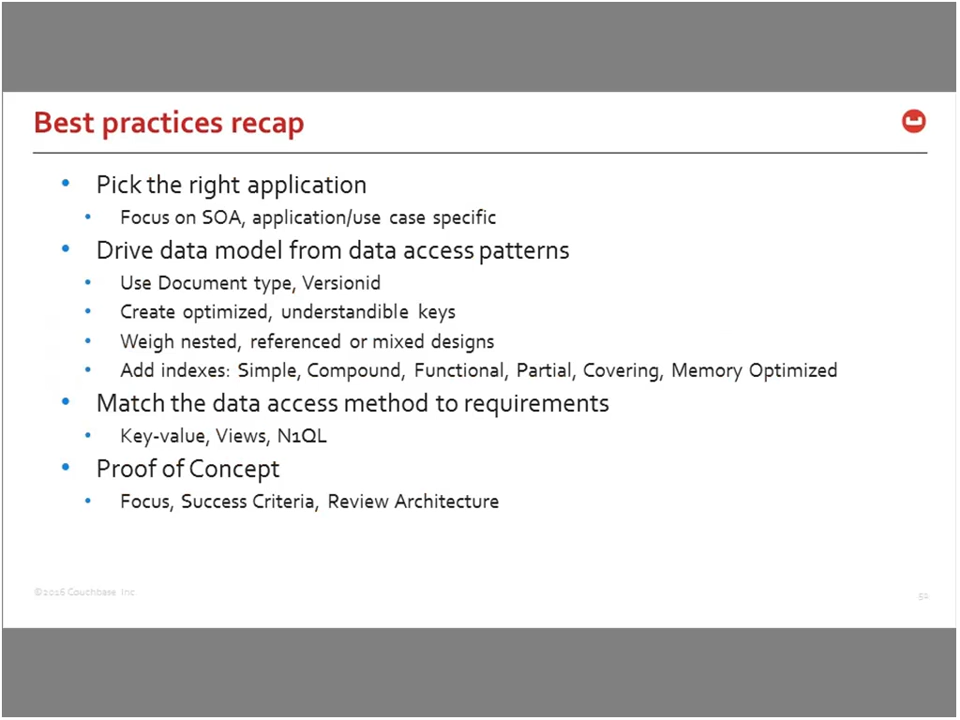 Best practices recap
Pick the right application
Focus on SOA, application/use case specific
Drive data model from data access patterns
Use Document type, Versionid
Create optimized, understandible keys
Weigh nested, referenced or mixed designs
Add indexes: Simple, Compound, Functional, Partial, Covering, Memory Optimized
Match the data access method to requirements
Key-value, Views, N1QL
Proof of Concept
Focus, Success Criteria, Review Architecture
©2016 Couchbase Inc